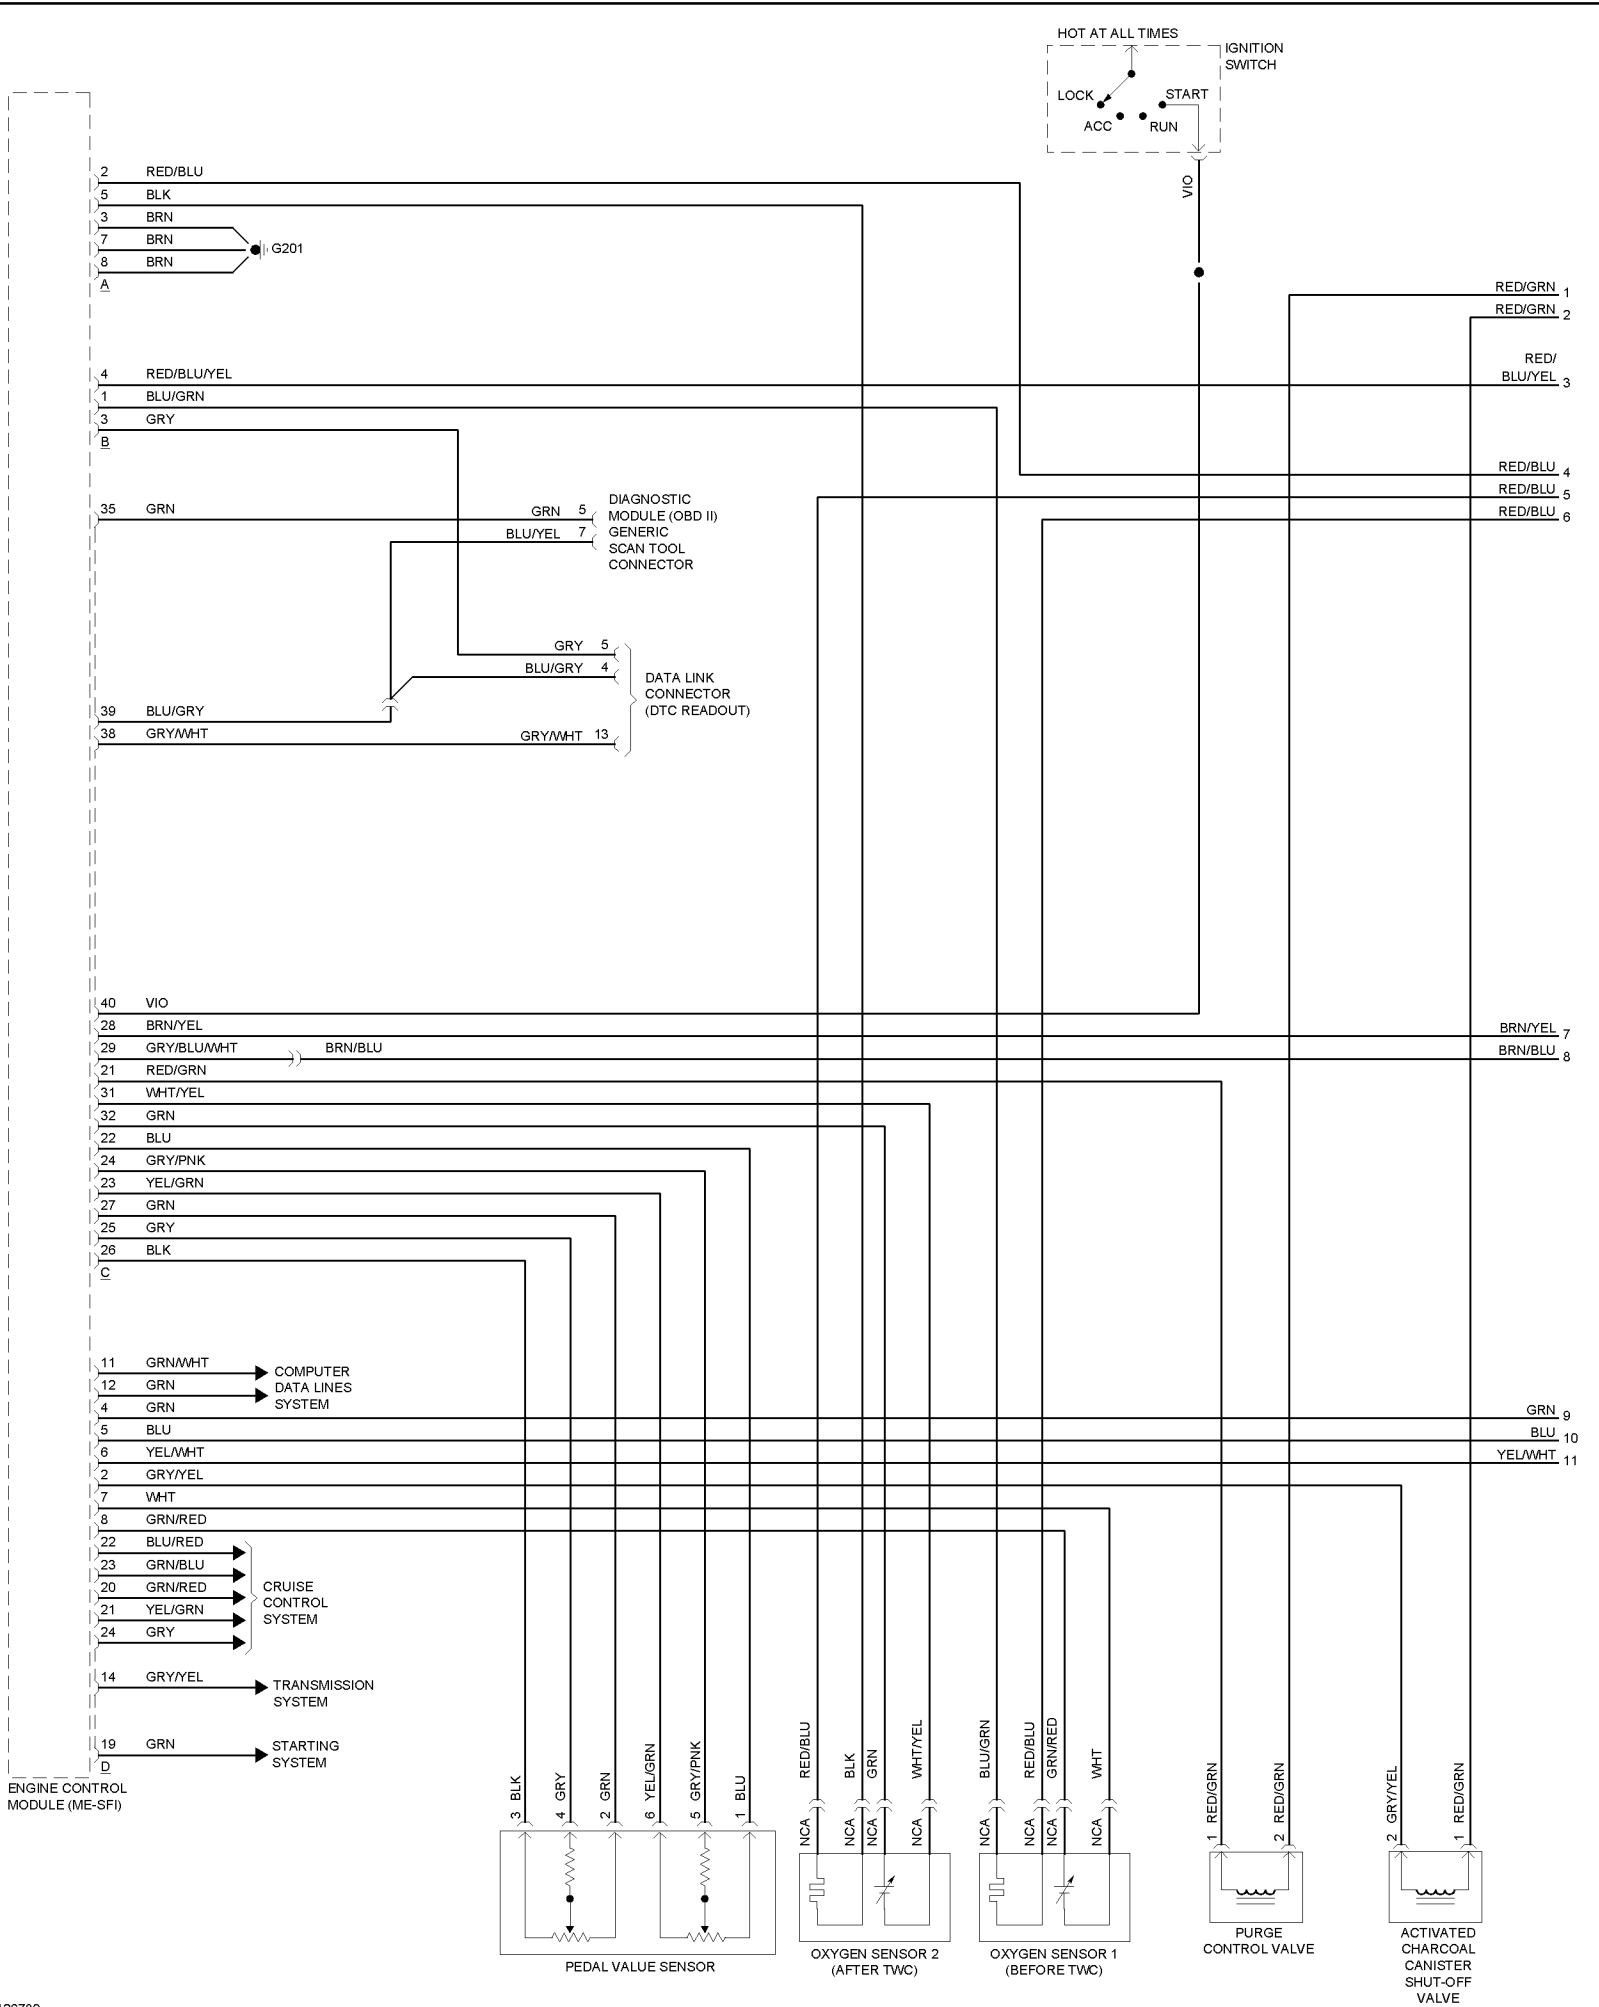 HOT AT ALL TIMES
IGNITION
SWITCH
LOCK
START
ACC
RUN
VIO
2 RED/BLU
5 BLK
3 BRN
7 BRN
8 BRN
A
G201
RED/GRN 1
RED/GRN 2
RED/
BLU/YEL 3
4 RED/BLU/YEL
1 BLU/GRN
3 GRY
B
RED/BLU 4
RED/BLU 5
RED/BLU 6
35 GRN
GRN 5
BLU/YEL 7
DIAGNOSTIC
MODULE (OBD II)
GENERIC
SCAN TOOL
CONNECTOR
GRY 5
BLU/GRY 4
DATA LINK
CONNECTOR
(DTC READOUT)
39 BLU/GRY
38 GRY/WHT
GRY/WHT 13
40 VIO
28 BRN/YEL
BRN/YEL 7
29 GRY/BLU/WHT
BRN/BLU
BRN/BLU 8
21 RED/GRN
31 WHT/YEL
32 GRN
22 BLU
24 GRY/PNK
23 YEL/GRN
27 GRN
25 GRY
26 BLK
C
11 GRN/WHT
12 GRN
COMPUTER
DATA LINES
SYSTEM
4 GRN
GRN 9
5 BLU
BLU 10
6 YEL/WHT
YEL/WHT 11
2 GRY/YEL
7 WHT
8 GRN/RED
22 BLU/RED
23 GRN/BLU
20 GRN/RED
21 YEL/GRN
24 GRY
CRUISE
CONTROL
SYSTEM
14 GRY/YEL
TRANSMISSION
SYSTEM
19 GRN
D
STARTING
SYSTEM
ENGINE CONTROL
MODULE (ME-SFI)
3 BLK
4 GRY
2 GRN
6 YEL/GRN
5 GRY/PNK
1 BLU
PEDAL VALUE SENSOR
RED/BLU
BLK
GRN
WHT/YEL
NCA
NCA
NCA
NCA
OXYGEN SENSOR 2
(AFTER TWC)
BLU/GRN
RED/BLU
GRN/RED
WHT
NCA
NCA
NCA
NCA
OXYGEN SENSOR 1
(BEFORE TWC)
1 RED/GRN
2 RED/GRN
PURGE
CONTROL VALVE
2 GRY/YEL
1 RED/GRN
ACTIVATED
CHARCOAL
CANISTER
SHUT-OFF
VALVE